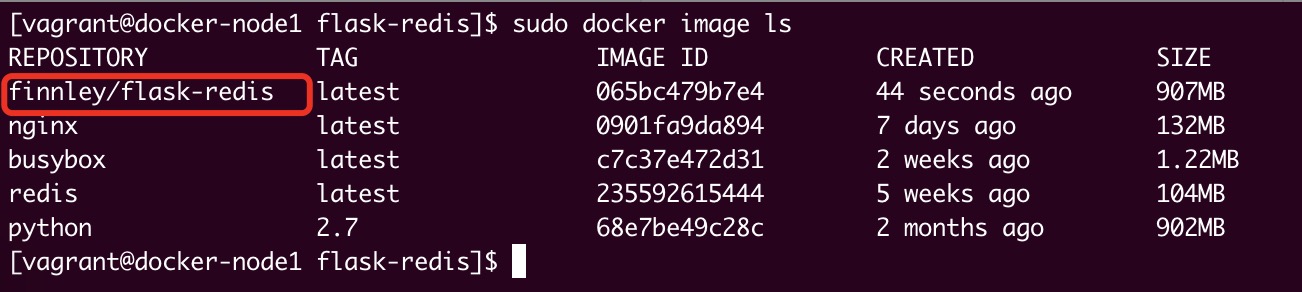 [vagrant@docker-node1 flask-redis]$ sudo docker image ls
REPOSITORY TAG IMAGE ID CREATED SIZE
finnley/flask-redis latest 065bc479b7e4 44 seconds ago 907MB
nginx latest 0901fa9da894 7 days ago 132MB
busybox latest c7c37e472d31 2 weeks ago 1.22MB
redis latest 235592615444 5 weeks ago 104MB
python 2.7 68e7be49c28c 2 months ago 902MB
[vagrant@docker-node1 flask-redis]$